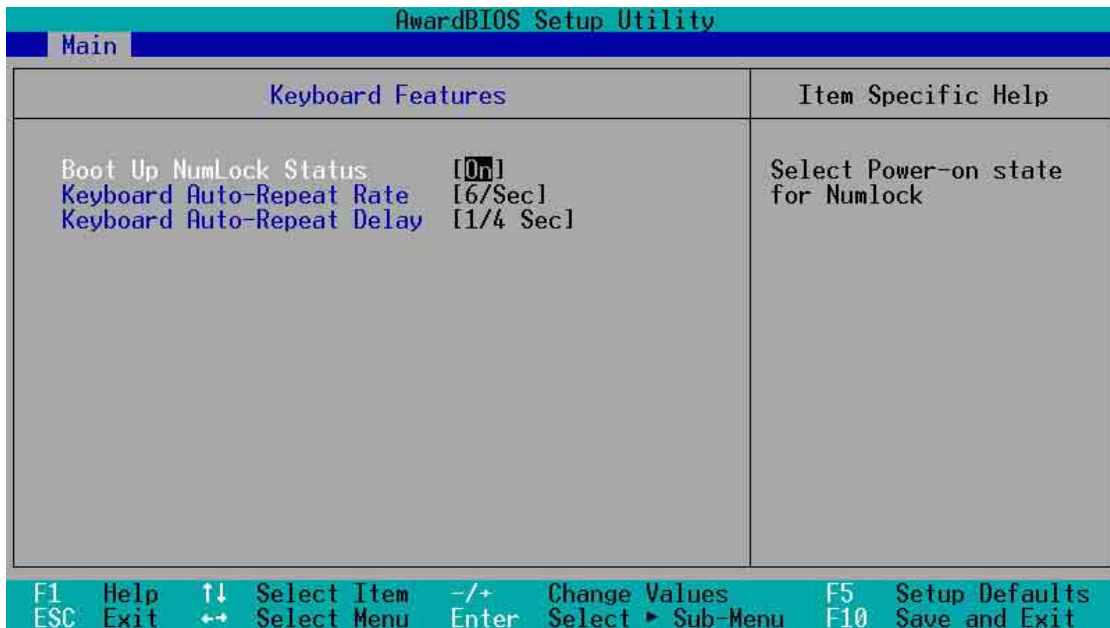 AwardBIOS Setup Utility
Main
Keyboard Features
Item Specific Help
Boot Up NumLock Status [On]
Keyboard Auto-Repeat Rate [6/Sec]
Keyboard Auto-Repeat Delay [1/4 Sec]
Select Power-on state
for Numlock
F1 Help ↑↓ Select Item -/+ Change Values F5 Setup Defaults
ESC Exit ←→ Select Menu Enter Select ► Sub-Menu F10 Save and Exit